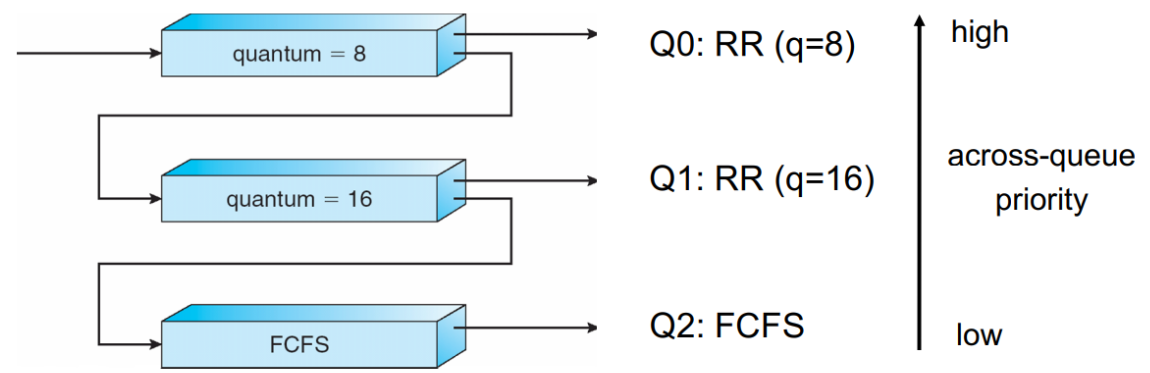 quantum = 8
Q0: RR (q=8)
high
quantum = 16
Q1: RR (q=16)
across-queue
priority
FCFS
Q2: FCFS
low